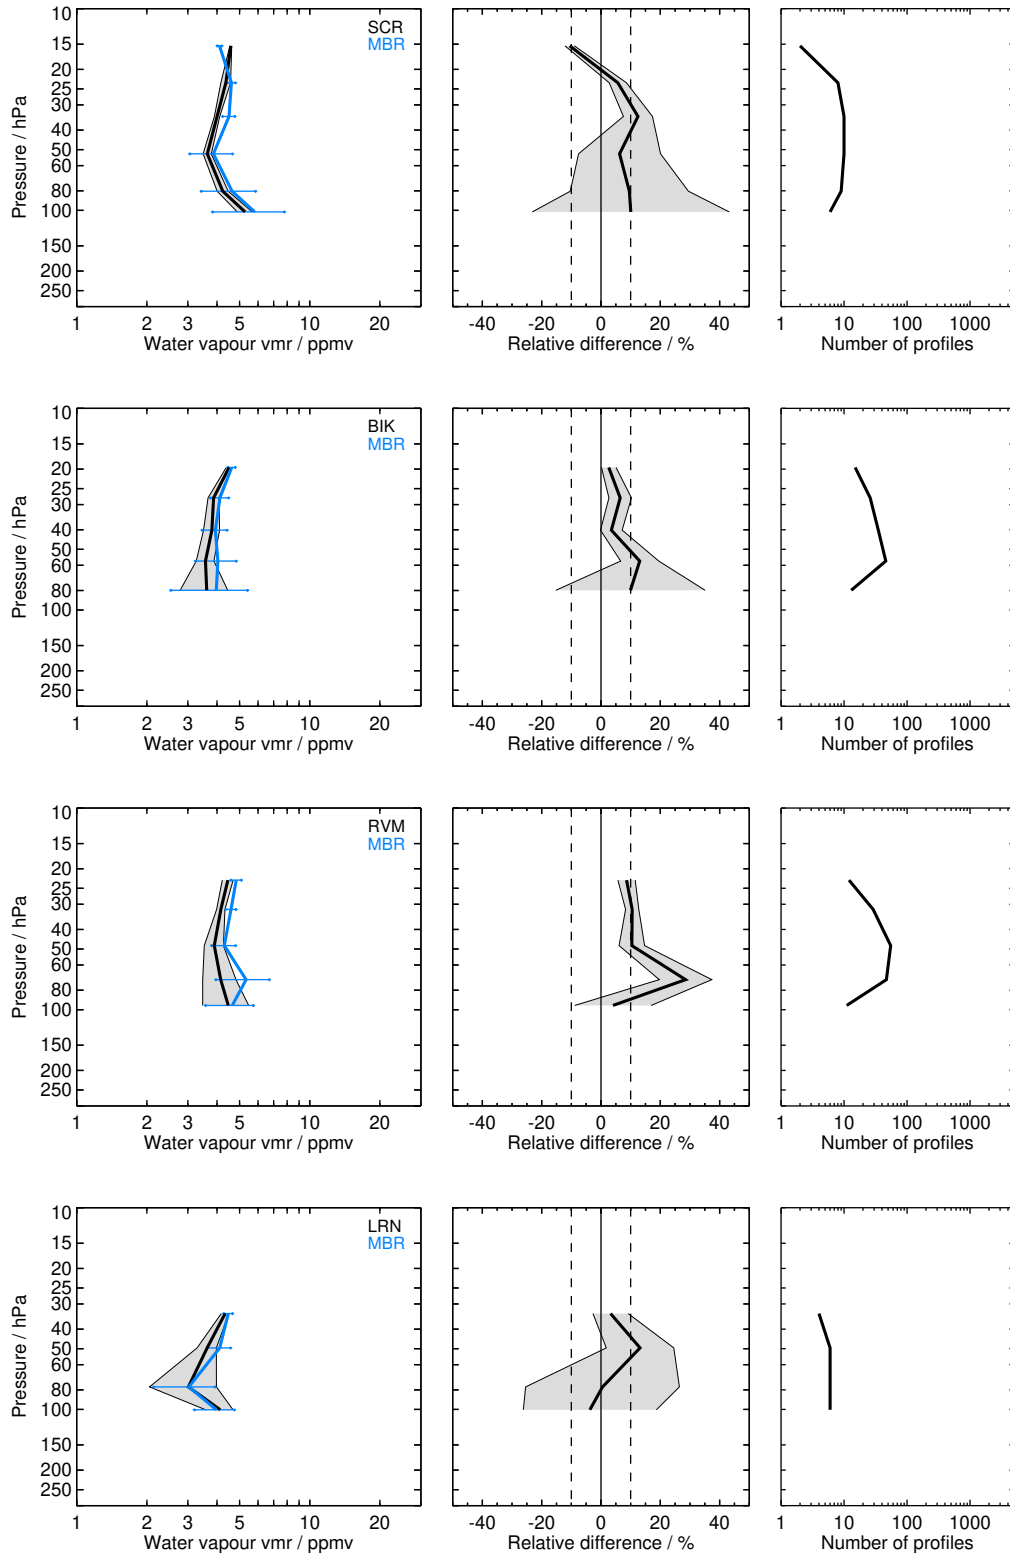 10
15
20
25
30
40
50
60
80
100
150
200
250
Pressure / hPa
SCR
MBR
1 2 3 5 10 20
Water vapour vmr / ppmv
-40 -20 0 20 40
Relative difference / %
1 10 100 1000
Number of profiles
10
15
20
25
30
40
50
60
80
100
150
200
250
Pressure / hPa
BIK
MBR
1 2 3 5 10 20
Water vapour vmr / ppmv
-40 -20 0 20 40
Relative difference / %
1 10 100 1000
Number of profiles
10
15
20
25
30
40
50
60
80
100
150
200
250
Pressure / hPa
RVM
MBR
1 2 3 5 10 20
Water vapour vmr / ppmv
-40 -20 0 20 40
Relative difference / %
1 10 100 1000
Number of profiles
10
15
20
25
30
40
50
60
80
100
150
200
250
Pressure / hPa
LRN
MBR
1 2 3 5 10 20
Water vapour vmr / ppmv
-40 -20 0 20 40
Relative difference / %
1 10 100 1000
Number of profiles